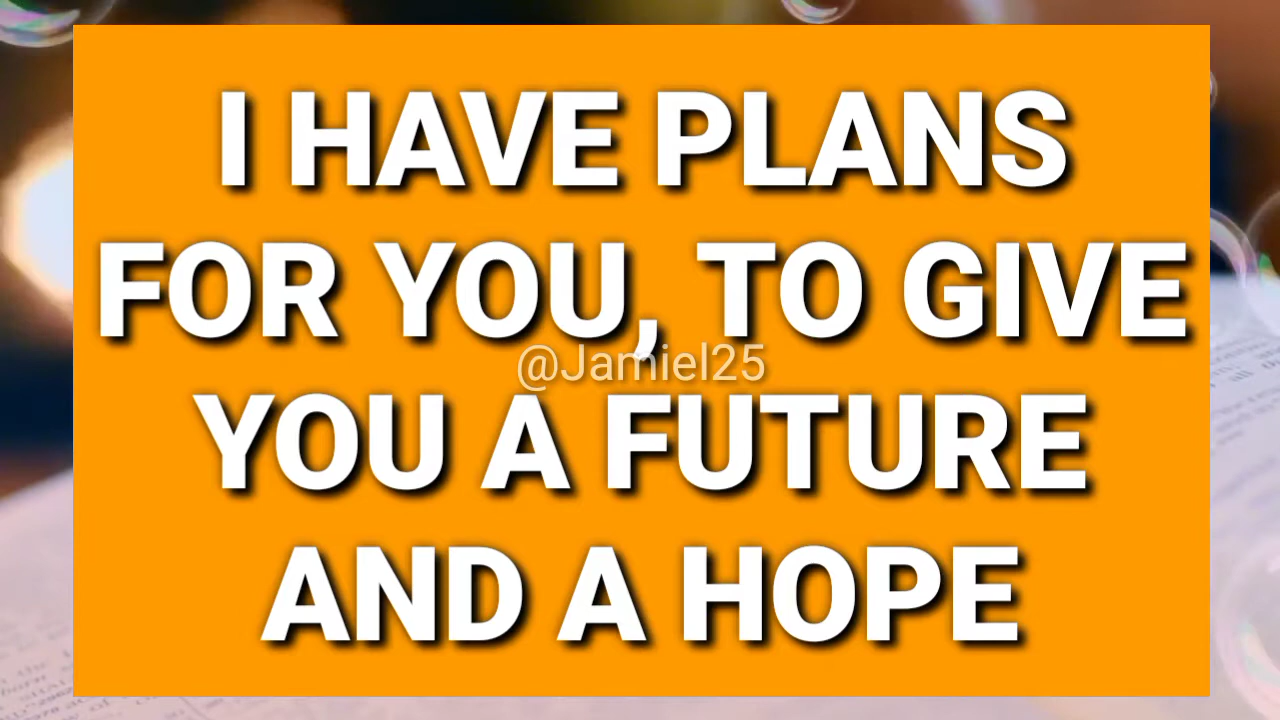 I HAVE PLANS
FOR YOU, TO GIVE
@Jamiel25
YOU A FUTURE
AND A HOPE